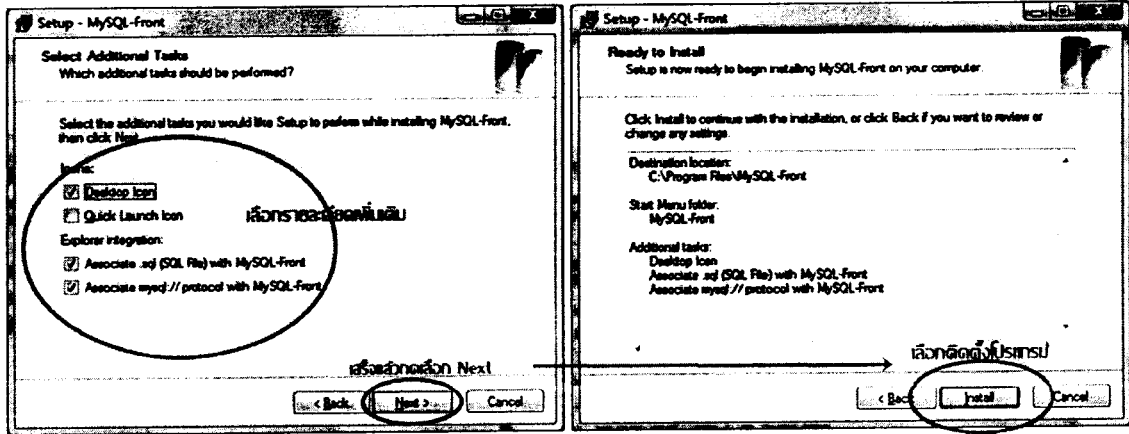 Setup - MySQL-Front
Select Additional Tasks
Which additional tasks should be performed?
Select the additional tasks you would like Setup to perform while installing MySQL-Front,
then click Next.
Icons:
Desktop Icon
Quick Launch Icon
เลือกรายละเอียดเพิ่มเติม
Explorer integration:
Associate .sql (SQL File) with MySQL-Front
Associate mysql:// protocol with MySQL-Front
เสร็จแล้วกดเลือก Next
< Back
Next >
Cancel
Setup - MySQL-Front
Ready to Install
Setup is now ready to begin installing MySQL-Front on your computer.
Click Install to continue with the installation, or click Back if you want to review or
change any settings.
Destination location:
C:\Program Files\MySQL-Front
Start Menu folder:
MySQL-Front
Additional tasks:
Desktop Icon
Associate .sql (SQL File) with MySQL-Front
Associate mysql:// protocol with MySQL-Front
เลือกติดตั้งโปรแกรม
< Back
Install
Cancel